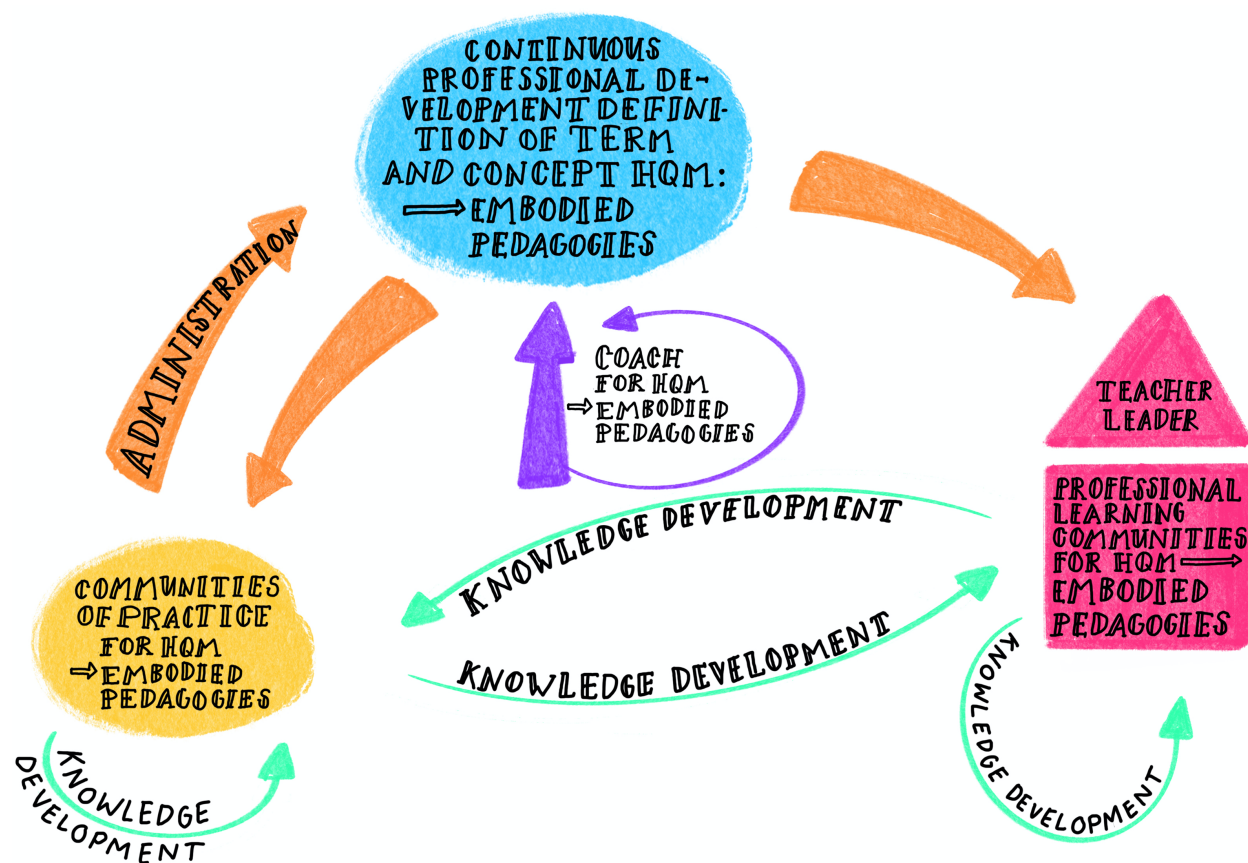 CONTINUOUS
PROFESSIONAL DE-
VELOPMENT DEFINI-
TION OF TERM
AND CONCEPT HQM:
→ EMBODIED
PEDAGOGIES
ADMINISTRATION
COACH
FOR HQM
→ EMBODIED
PEDAGOGIES
TEACHER
LEADER
PROFESSIONAL
LEARNING
COMMUNITIES
FOR HQM →
EMBODIED
PEDAGOGIES
KNOWLEDGE DEVELOPMENT
KNOWLEDGE DEVELOPMENT
COMMUNITIES
OF PRACTICE
FOR HQM
→ EMBODIED
PEDAGOGIES
KNOWLEDGE
DEVELOPMENT
KNOWLEDGE DEVELOPMENT